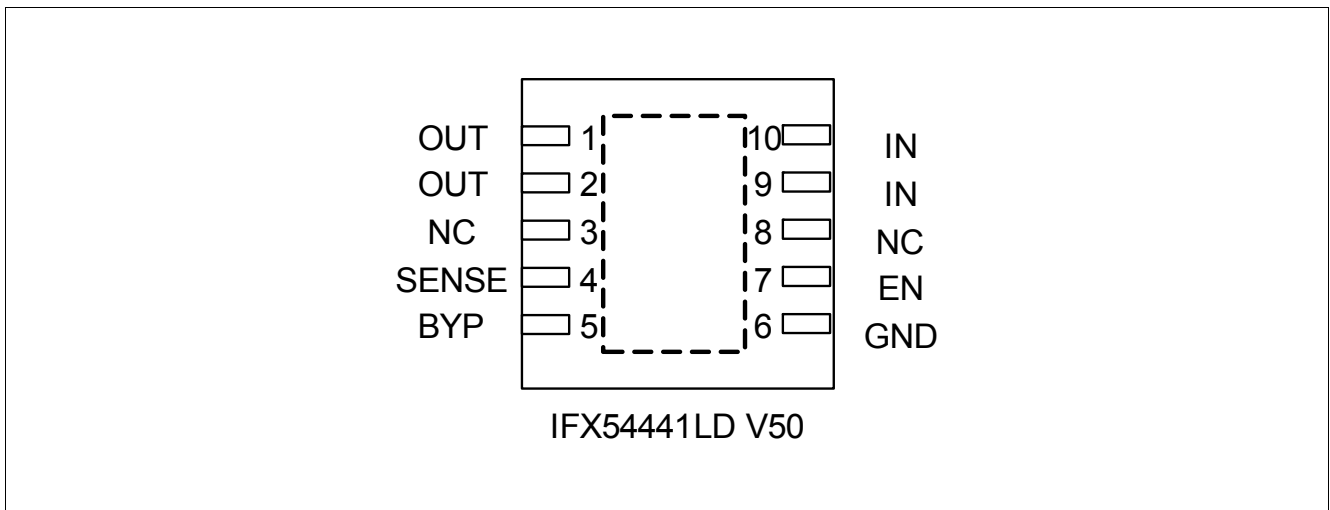 OUT 1 10 IN
OUT 2 9 IN
NC 3 8 NC
SENSE 4 7 EN
BYP 5 6 GND
IFX54441LD V50